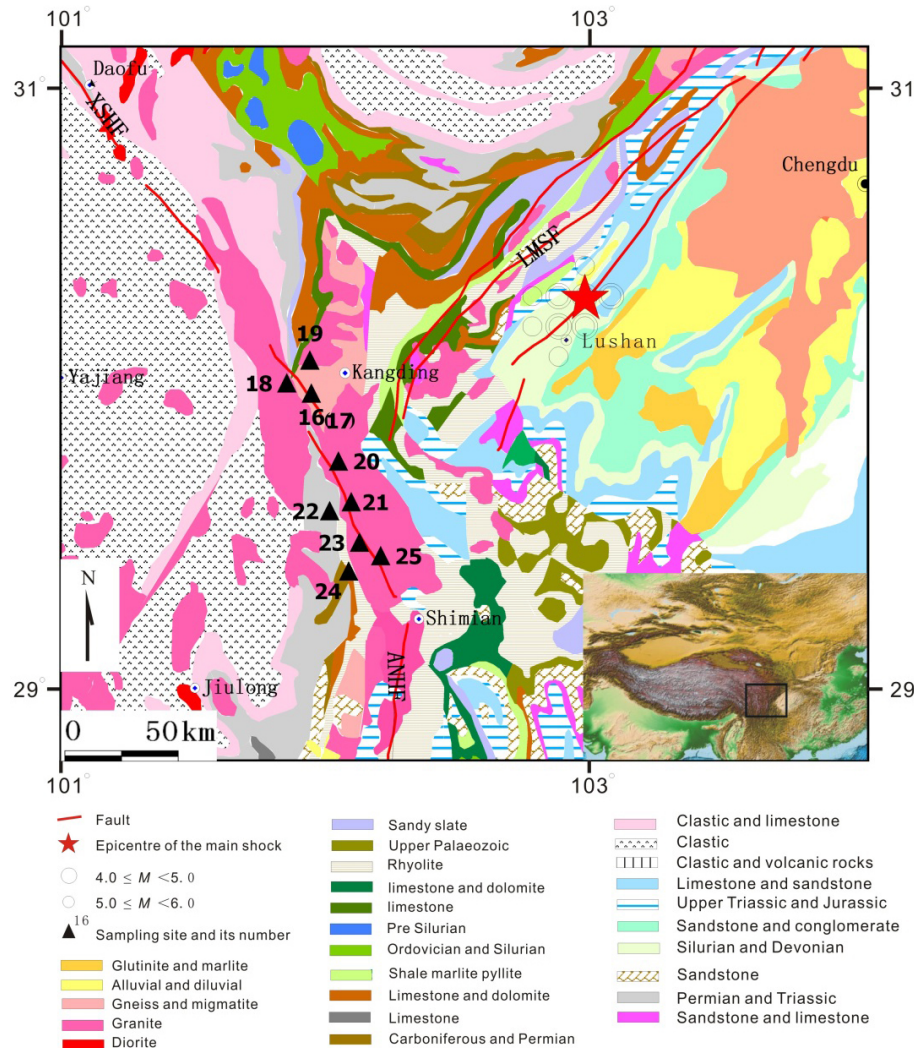 101° 103°
Daofu
31° 31°
XSHF
Chengdu
LMSF
19
Lushan
Yajiang
18 Kangding
16(17)
20
22 21
23 25
N 24
Shimian
ANHF
29° Jiulong 29°
0 50 km
101° 103°
Fault
Epicentre of the main shock
4.0 ≤ M <5.0
5.0 ≤ M <6.0
16
Sampling site and its number
Glutinite and marlite
Alluvial and diluvial
Gneiss and migmatite
Granite
Diorite
Sandy slate
Upper Palaeozoic
Rhyolite
limestone and dolomite
limestone
Pre Silurian
Ordovician and Silurian
Shale marlite pyllite
Limestone and dolomite
Limestone
Carboniferous and Permian
Clastic and limestone
Clastic
Clastic and volcanic rocks
Limestone and sandstone
Upper Triassic and Jurassic
Sandstone and conglomerate
Silurian and Devonian
Sandstone
Permian and Triassic
Sandstone and limestone